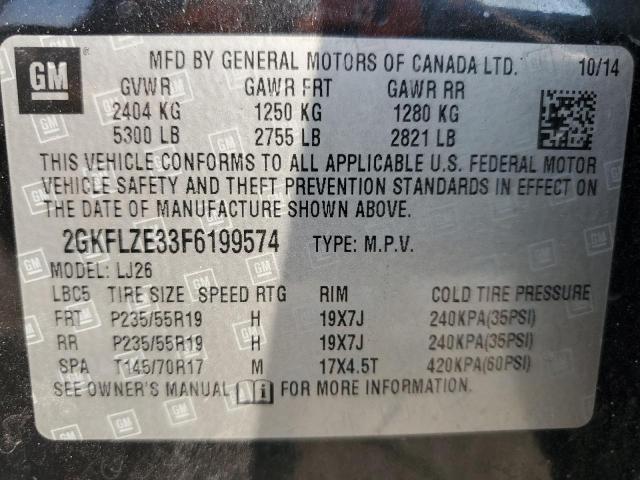 GM
MFD BY GENERAL MOTORS OF CANADA LTD. 10/14
GVWR GAWR FRT GAWR RR
2404 KG 1250 KG 1280 KG
5300 LB 2755 LB 2821 LB
THIS VEHICLE CONFORMS TO ALL APPLICABLE U.S. FEDERAL MOTOR
VEHICLE SAFETY AND THEFT PREVENTION STANDARDS IN EFFECT ON
THE DATE OF MANUFACTURE SHOWN ABOVE.
2GKFLZE33F6199574 TYPE: M.P.V.
MODEL: LJ26
LBC5 TIRE SIZE SPEED RTG RIM COLD TIRE PRESSURE
FRT P235/55R19 H 19X7J 240KPA(35PSI)
RR P235/55R19 H 19X7J 240KPA(35PSI)
SPA T145/70R17 M 17X4.5T 420KPA(60PSI)
SEE OWNER'S MANUAL i FOR MORE INFORMATION.